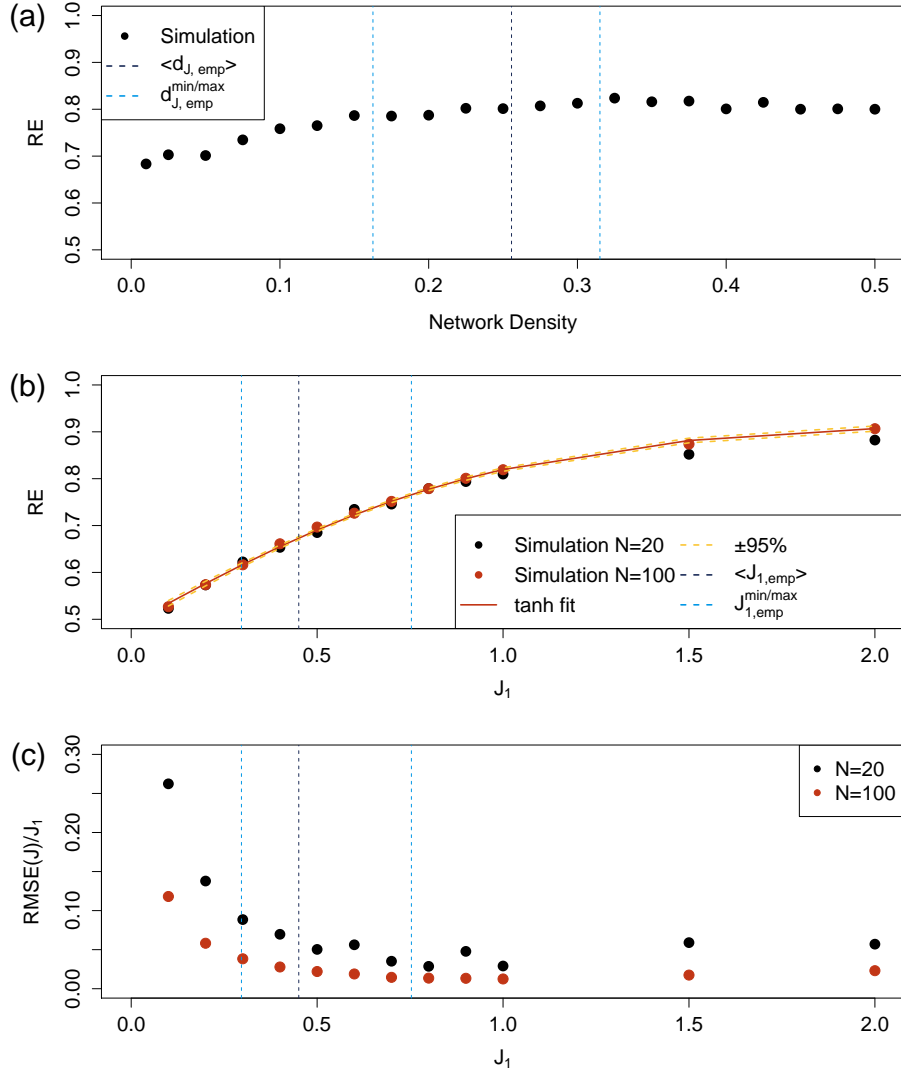 (a)
1.0
0.9
0.8
0.7
0.6
0.5
RE
Simulation
<d_J, emp>
d_J, emp^min/max
0.0 0.1 0.2 0.3 0.4 0.5
Network Density
(b)
1.0
0.9
0.8
0.7
0.6
0.5
RE
Simulation N=20
Simulation N=100
tanh fit
±95%
<J_1,emp>
J_1,emp^min/max
0.0 0.5 1.0 1.5 2.0
J_1
(c)
0.30
0.20
0.10
0.00
RMSE(J)/J_1
N=20
N=100
0.0 0.5 1.0 1.5 2.0
J_1